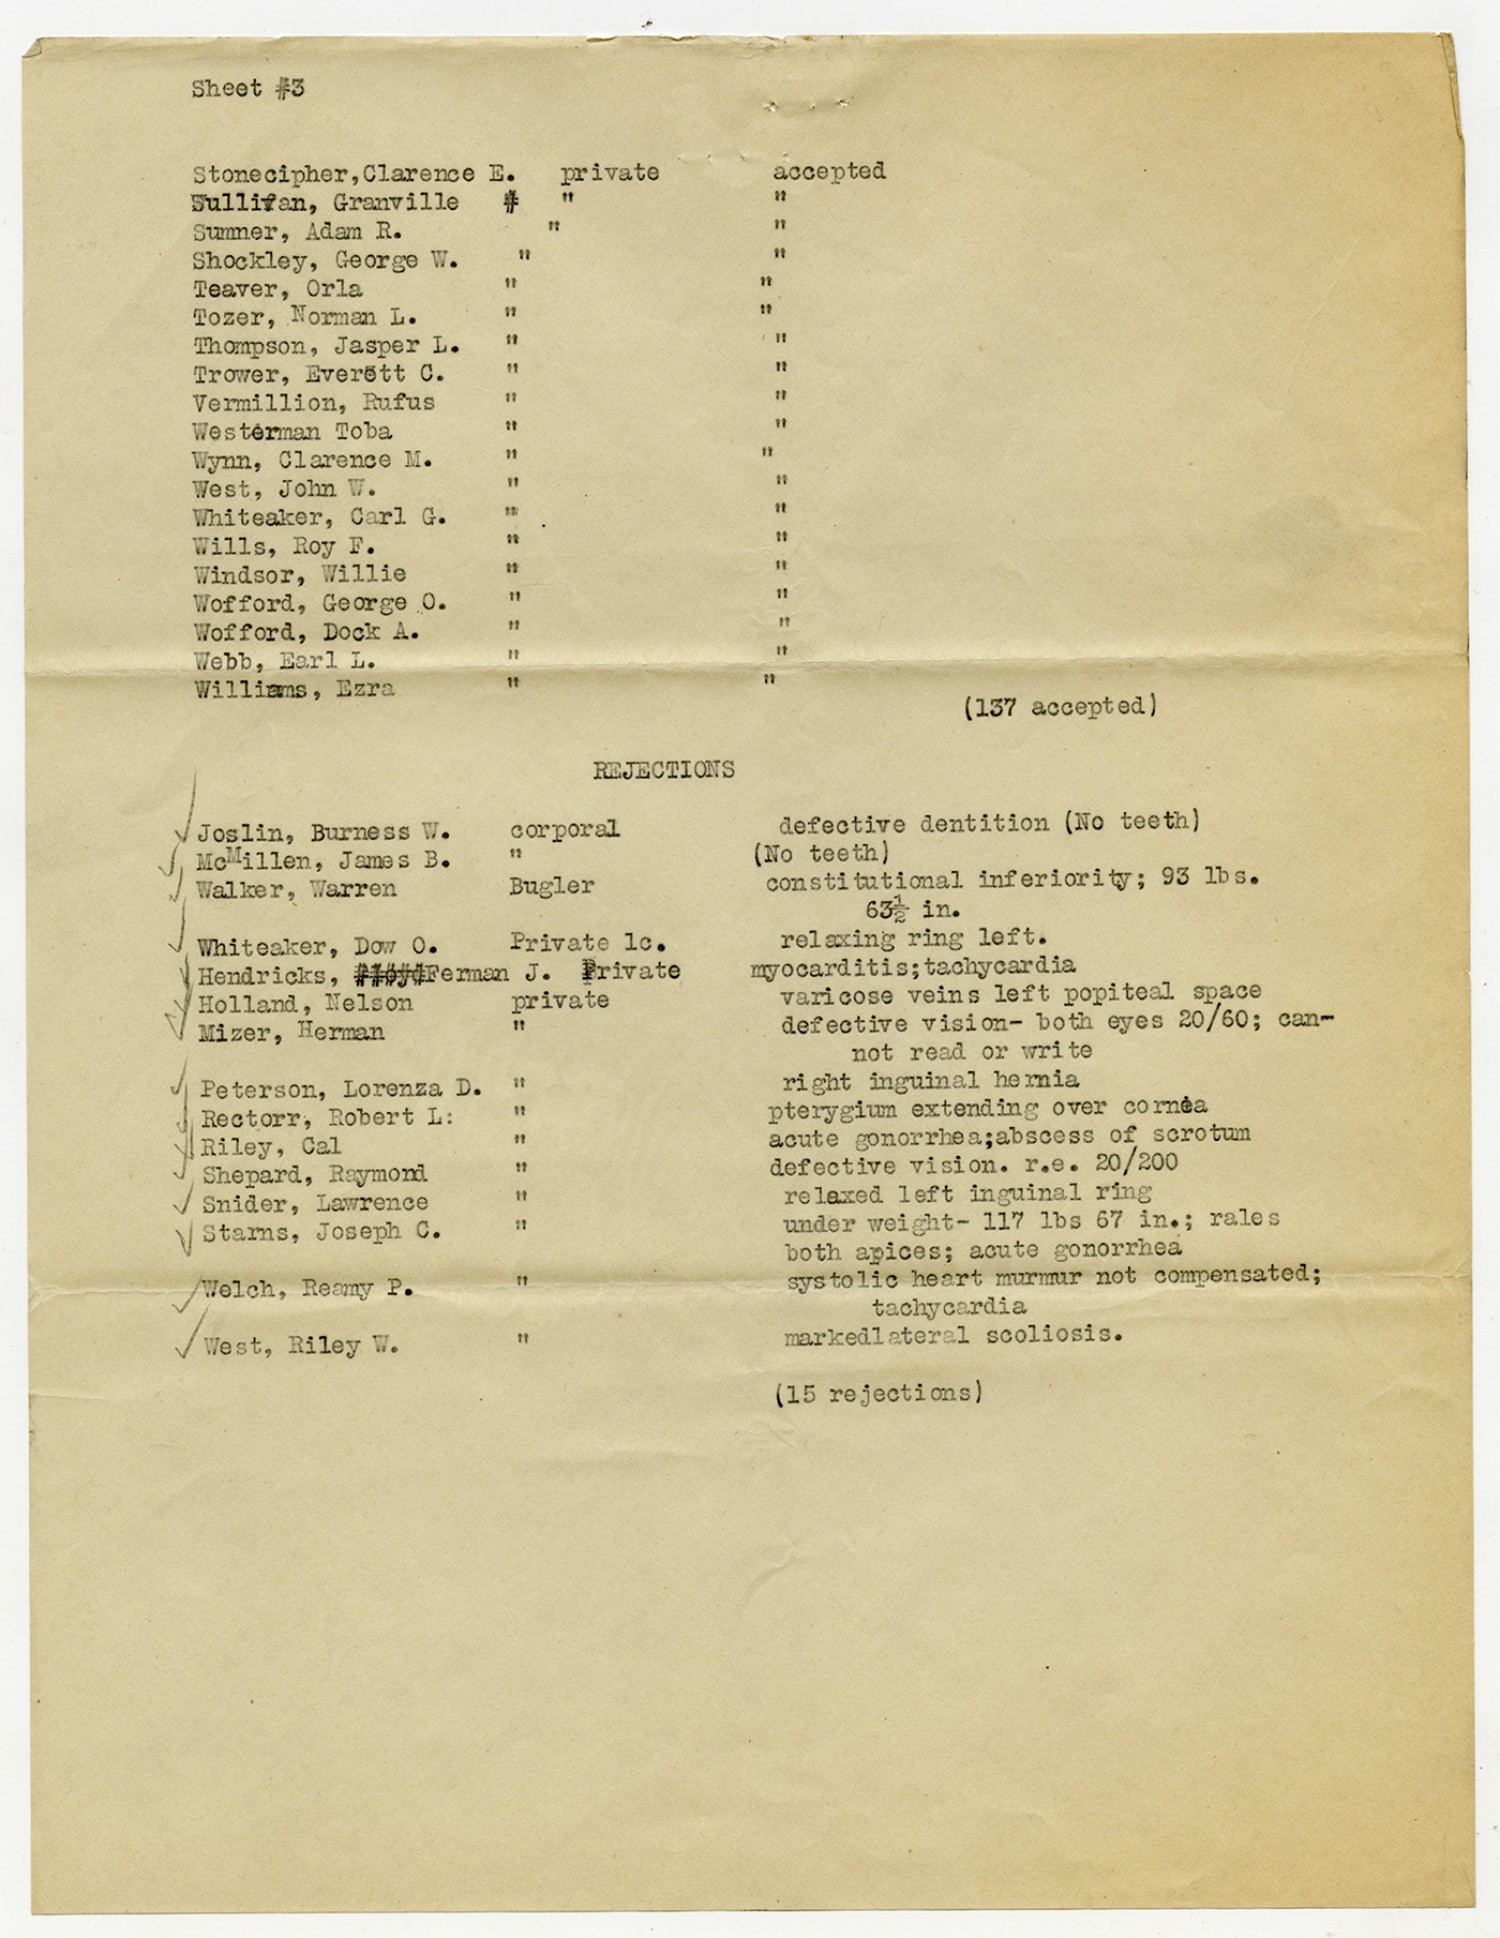 Sheet #3
Stonecipher,Clarence E. private accepted
Sullivan, Granville # " "
Sumner, Adam R. " "
Shockley, George W. " "
Teaver, Orla " "
Tozer, Norman L. " "
Thompson, Jasper L. " "
Trower, Everett C. " "
Vermillion, Rufus " "
Westerman Toba " "
Wynn, Clarence M. " "
West, John W. " "
Whiteaker, Carl G. " "
Wills, Roy F. " "
Windsor, Willie " "
Wofford, George O. " "
Wofford, Dock A. " "
Webb, Earl L. " "
Williams, Ezra " "
(137 accepted)
REJECTIONS
Joslin, Burness W. corporal defective dentition (No teeth)
McMillen, James B. " (No teeth)
Walker, Warren Bugler constitutional inferiority; 93 lbs.
63½ in.
Whiteaker, Dow O. Private 1c. relaxing ring left.
Hendricks, Ferman J. Private myocarditis;tachycardia
Holland, Nelson private varicose veins left popiteal space
Mizer, Herman " defective vision- both eyes 20/60; can-
not read or write
Peterson, Lorenza D. " right inguinal hernia
Rectorr, Robert L: " pterygium extending over cornea
Riley, Cal " acute gonorrhea;abscess of scrotum
Shepard, Raymond " defective vision. r.e. 20/200
Snider, Lawrence " relaxed left inguinal ring
Starns, Joseph C. " under weight- 117 lbs 67 in.; rales
both apices; acute gonorrhea
Welch, Reamy P. " systolic heart murmur not compensated;
tachycardia
West, Riley W. " markedlateral scoliosis.
(15 rejections)